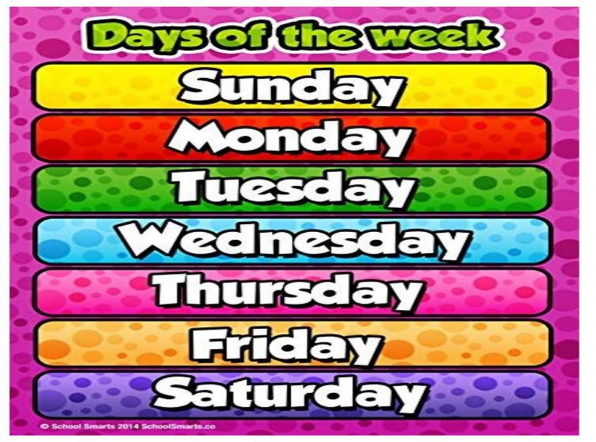 Days of the week
Sunday
Monday
Tuesday
Wednesday
Thursday
Friday
Saturday
© School Smarts 2014 SchoolSmarts.co